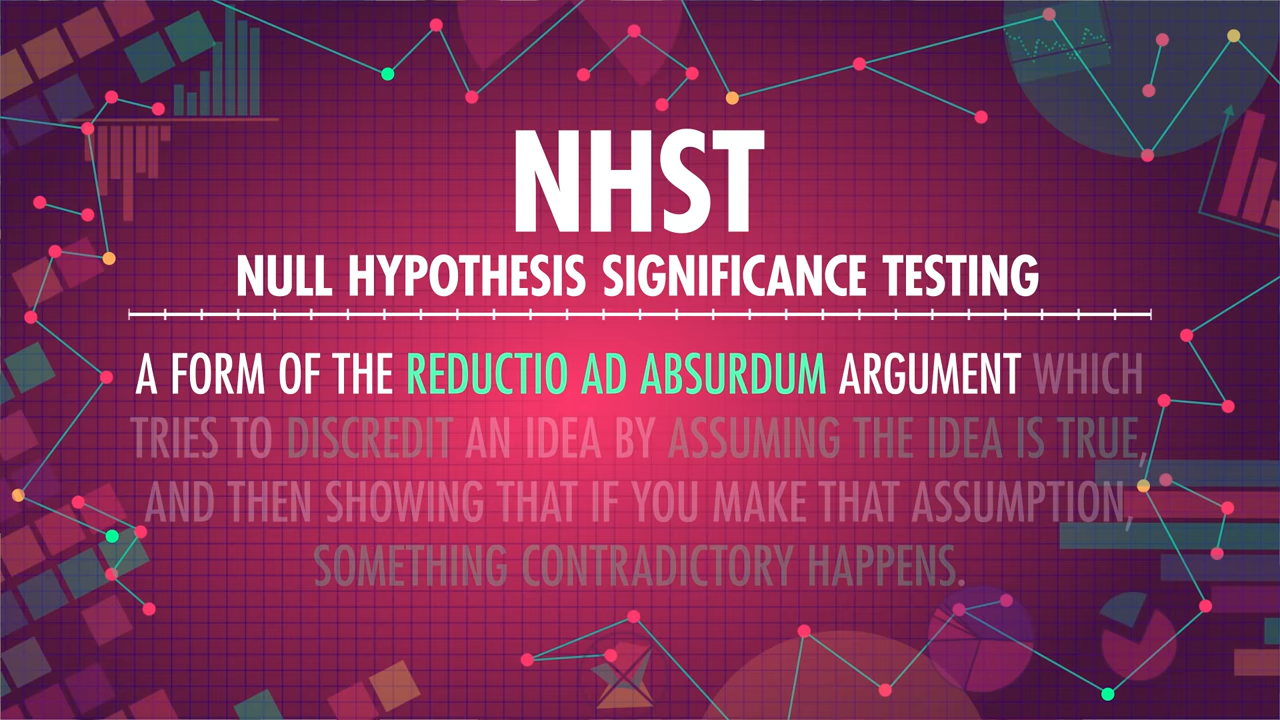 NHST
NULL HYPOTHESIS SIGNIFICANCE TESTING
A FORM OF THE REDUCTIO AD ABSURDUM ARGUMENT WHICH
TRIES TO DISCREDIT AN IDEA BY ASSUMING THE IDEA IS TRUE,
AND THEN SHOWING THAT IF YOU MAKE THAT ASSUMPTION,
SOMETHING CONTRADICTORY HAPPENS.